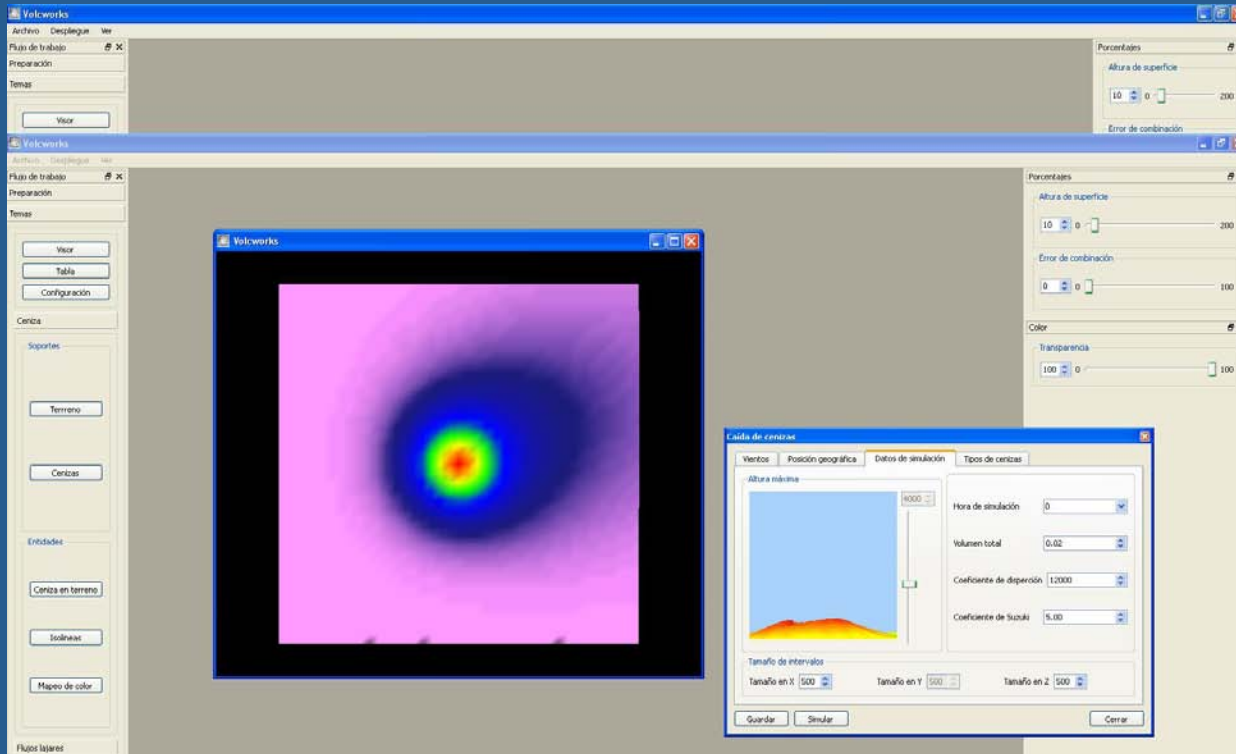 Volcworks
Archivo Despliegue Ver
Flujo de trabajo
Preparación
Temas
Visor
Porcentajes
Altura de superficie
10 0 200
Error de combinación
Volcworks
Archivo Despliegue Ver
Flujo de trabajo
Preparación
Temas
Visor
Tabla
Configuración
Ceniza
Soportes
Terrreno
Cenizas
Entidades
Ceniza en terreno
Isolineas
Mapeo de color
Flujos lajares
Volcworks
Porcentajes
Altura de superficie
10 0 200
Error de combinación
0 0 100
Color
Transparencia
100 0 100
Caida de cenizas
Vientos Posición geográfica Datos de simulación Tipos de cenizas
Altura máxima
Hora de simulación 0
Volumen total 0.02
Coeficiente de disperción 12000
Coeficiente de Suzuki 5.00
Tamaño de intervalos
Tamaño en X 500 Tamaño en Y 500 Tamaño en Z 500
Guardar Simular Cerrar